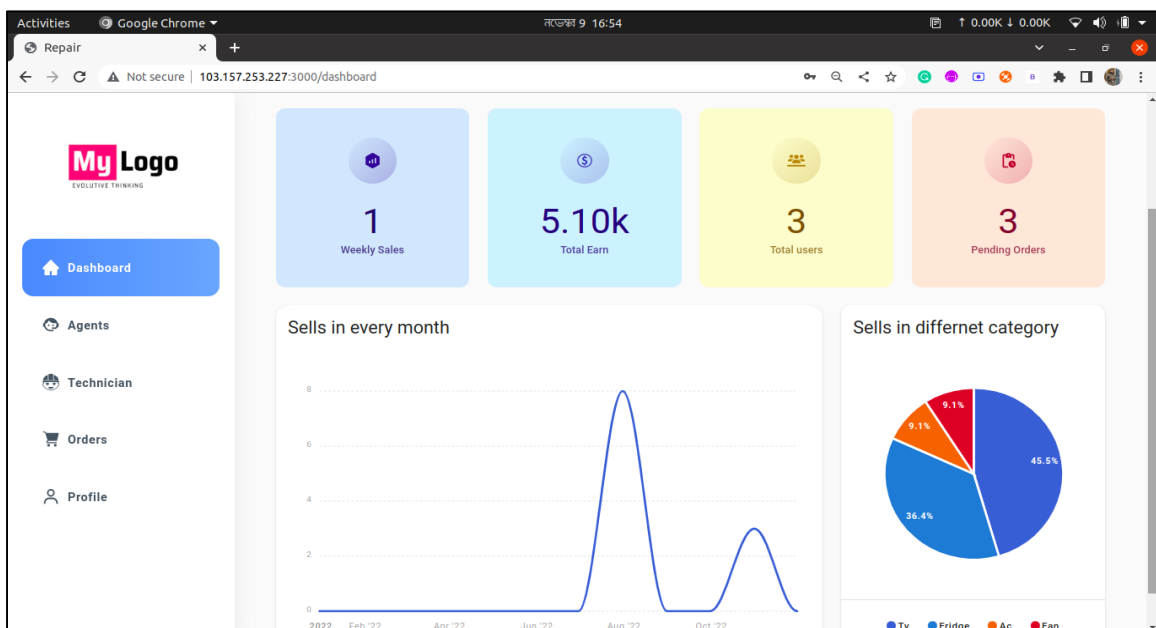 Activities Google Chrome নভেম্বর 9 16:54 ↑ 0.00K ↓ 0.00K
Repair
Not secure 103.157.253.227:3000/dashboard
My Logo
EVOLUTIVE THINKING
Dashboard
Agents
Technician
Orders
Profile
1
Weekly Sales
5.10k
Total Earn
3
Total users
3
Pending Orders
Sells in every month
8
6
4
2
0
2022 Feb '22 Apr '22 Jun '22 Aug '22 Oct '22
Sells in differnet category
9.1%
9.1%
45.5%
36.4%
Tv Fridge Ac Fan